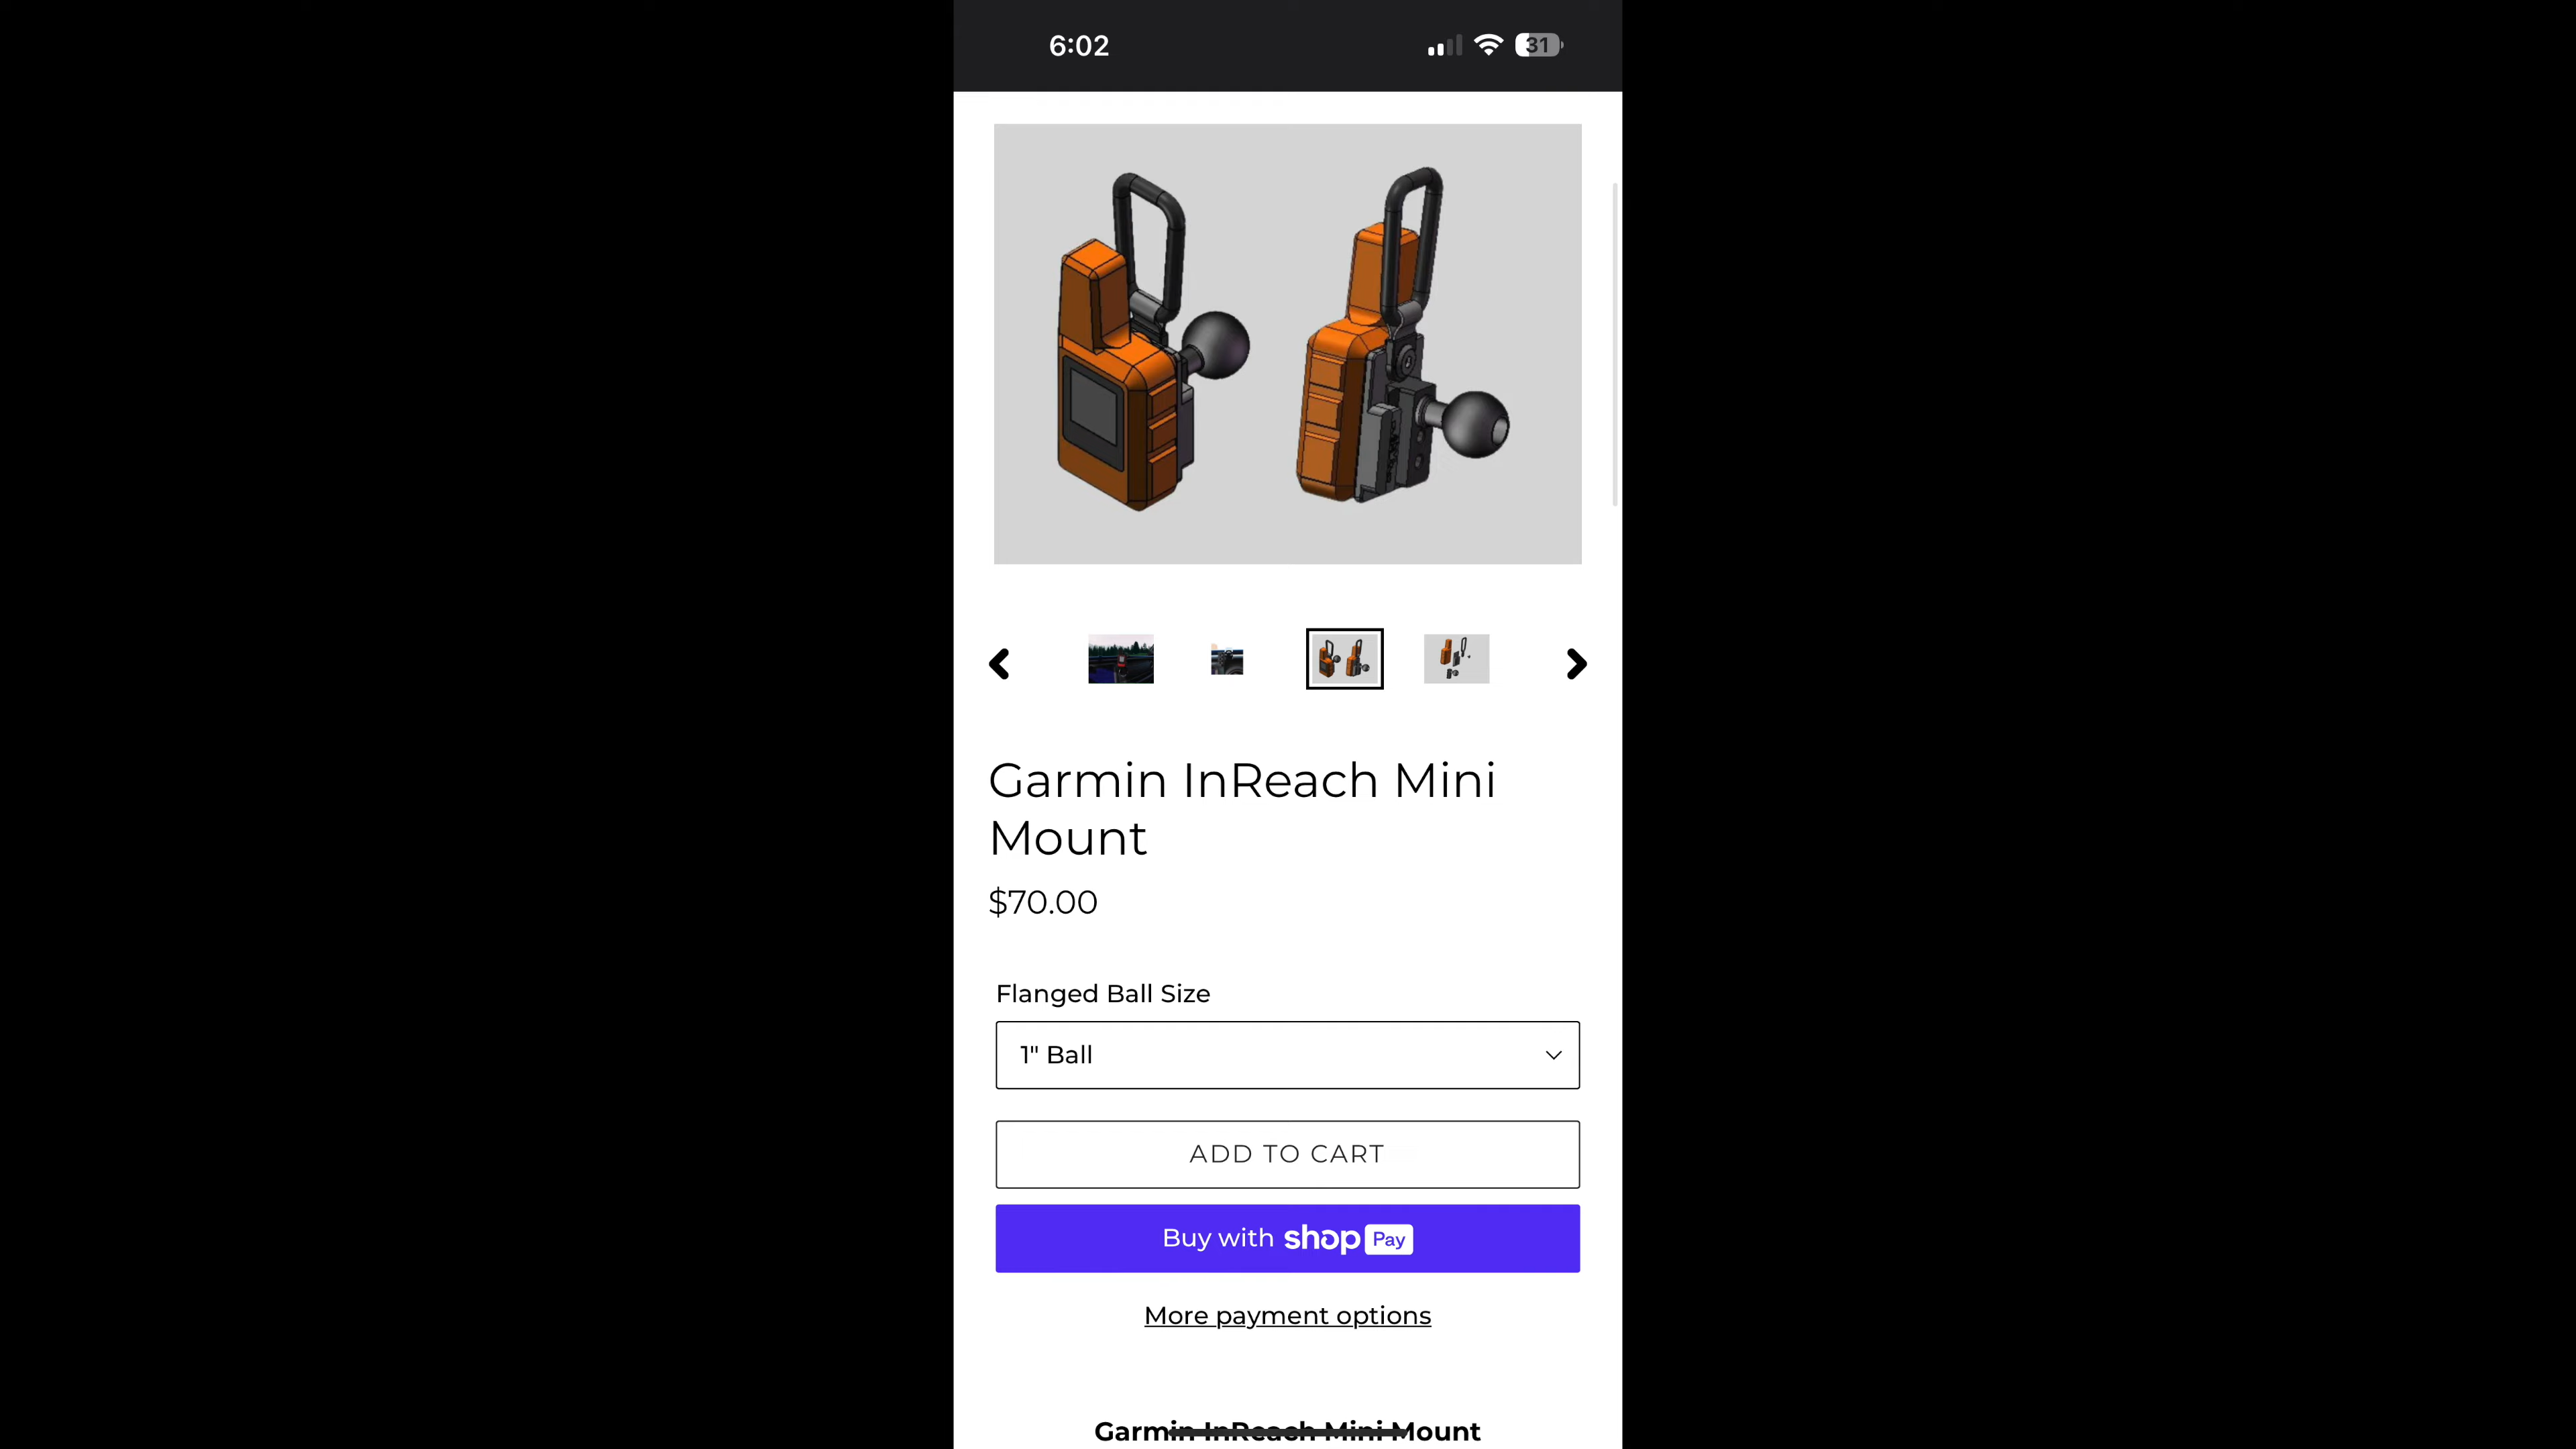 6:02
31
Garmin InReach Mini
Mount
$70.00
Flanged Ball Size
1" Ball
ADD TO CART
Buy with shop Pay
More payment options
Garmin InReach Mini Mount